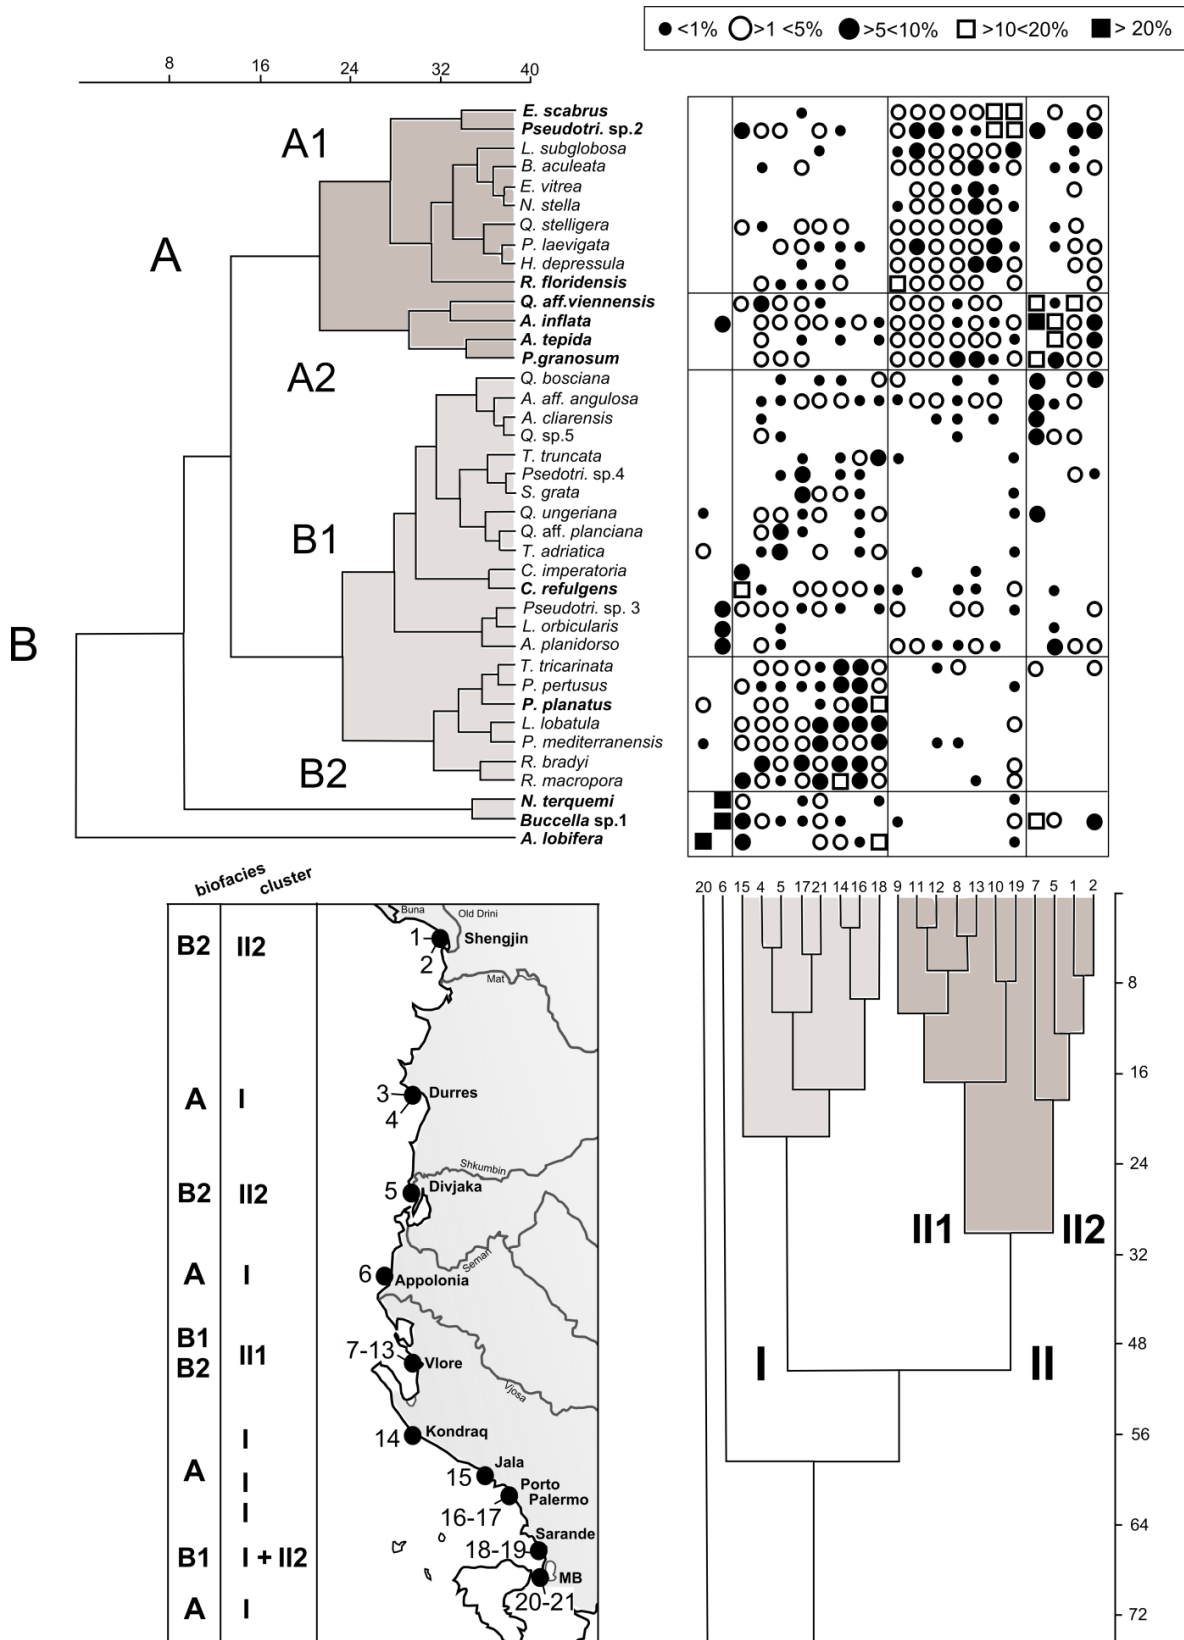 <1% >1 <5% >5<10% >10<20% > 20%
8 16 24 32 40
A1
A
A2
B1
B
B2
E. scabrus
Pseudotri. sp.2
L. subglobosa
B. aculeata
E. vitrea
N. stella
Q. stelligera
P. laevigata
H. depressula
R. floridensis
Q. aff.viennensis
A. inflata
A. tepida
P.granosum
Q. bosciana
A. aff. angulosa
A. cliarensis
Q. sp.5
T. truncata
Psedotri. sp.4
S. grata
Q. ungeriana
Q. aff. planciana
T. adriatica
C. imperatoria
C. refulgens
Pseudotri. sp. 3
L. orbicularis
A. planidorso
T. tricarinata
P. pertusus
P. planatus
L. lobatula
P. mediterranensis
R. bradyi
R. macropora
N. terquemi
Buccella sp.1
A. lobifera
biofacies cluster
B2 II2
A I
B2 II2
A I
B1
B2 II1
I
A
I
I
B1 I + II2
A I
Buna Old Drini
1 Shengjin
2
Mat
3 Durres
4
Shkumbin
5 Divjaka
Seman
6 Appolonia
7-13 Vlore
Vjosa
14 Kondraq
Jala
15
Porto
Palermo
16-17
Sarande
18-19
MB
20-21
20 6 15 4 5 17 21 14 16 18 9 11 12 8 13 10 19 7 5 1 2
8
16
24
II1 II2
32
48
I II
56
64
72